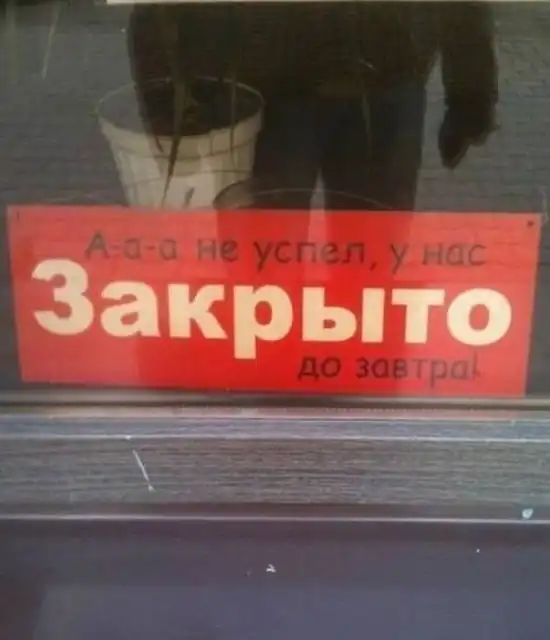 А-а-а не успел, у нас
Закрыто
до завтра!